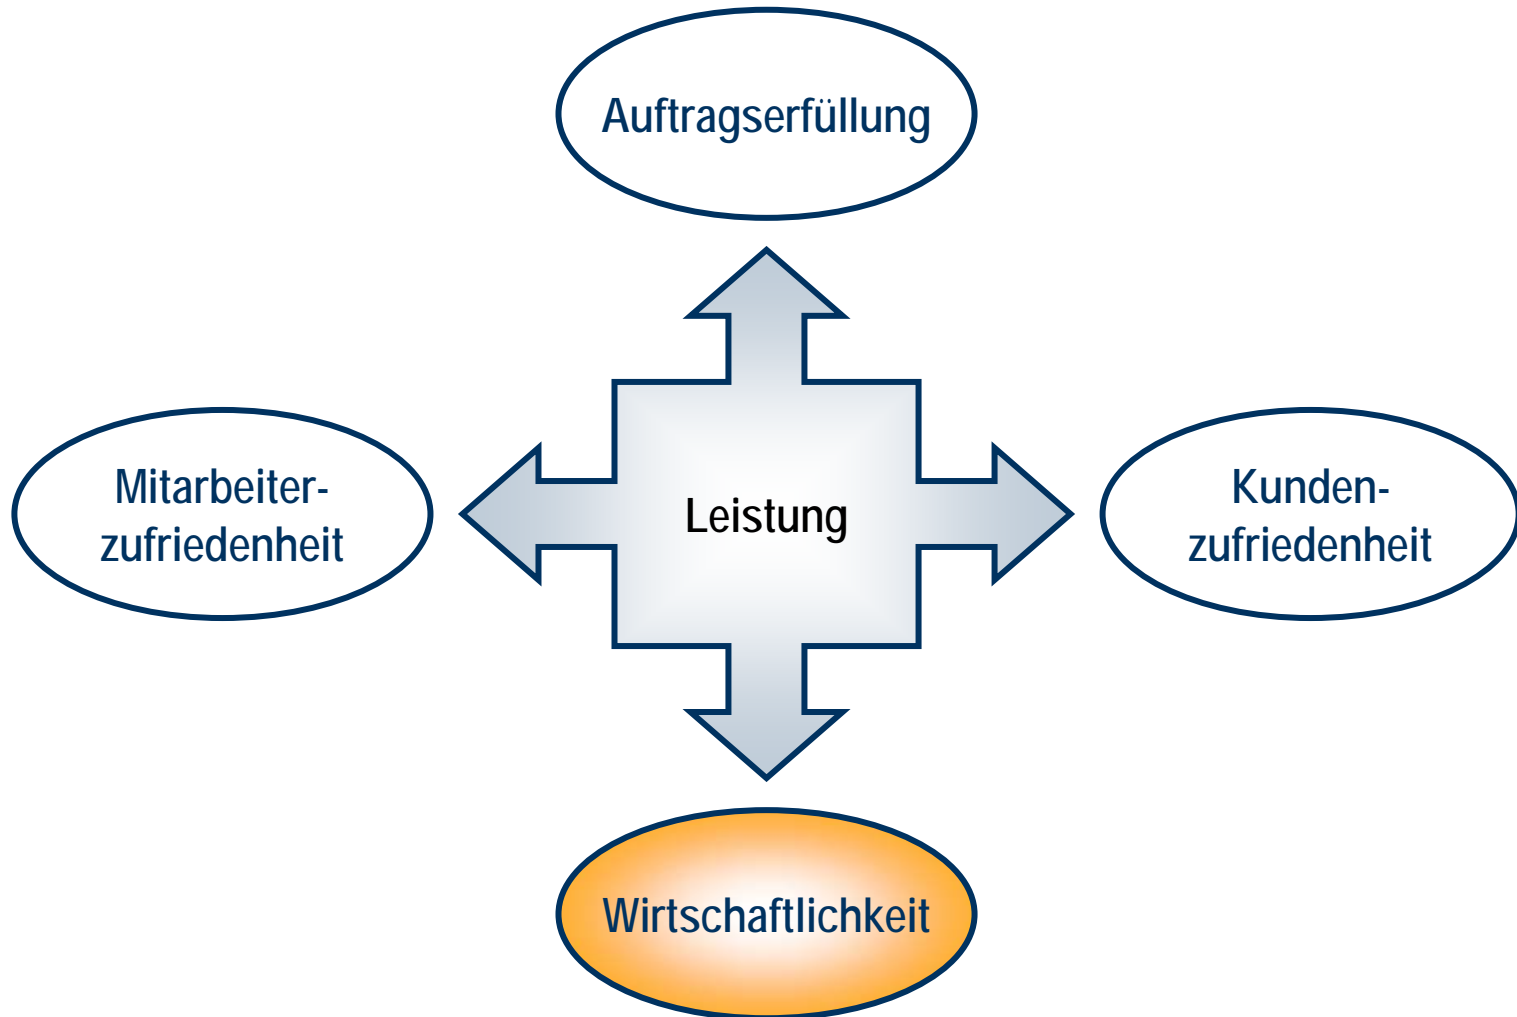 Auftragserfüllung
Mitarbeiter-
zufriedenheit
Leistung
Kunden-
zufriedenheit
Wirtschaftlichkeit